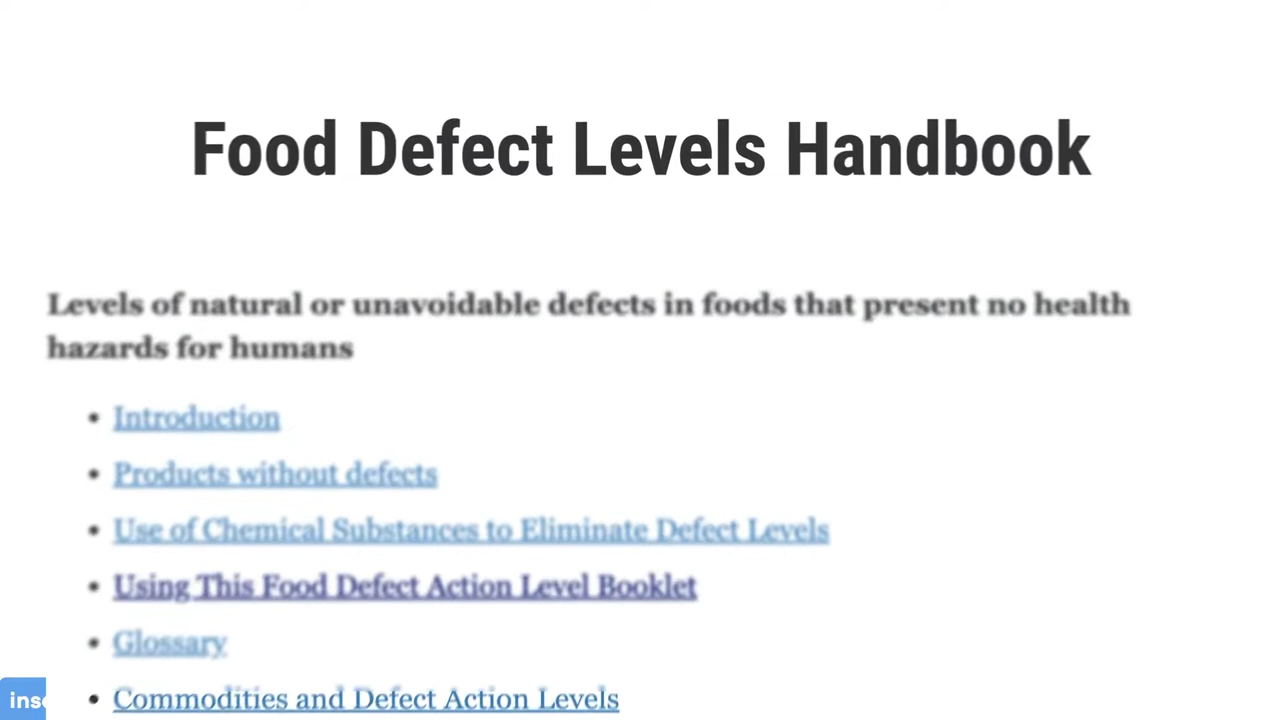 Food Defect Levels Handbook
Levels of natural or unavoidable defects in foods that present no health
hazards for humans
• Introduction
• Products without defects
• Use of Chemical Substances to Eliminate Defect Levels
• Using This Food Defect Action Level Booklet
• Glossary
• Commodities and Defect Action Levels